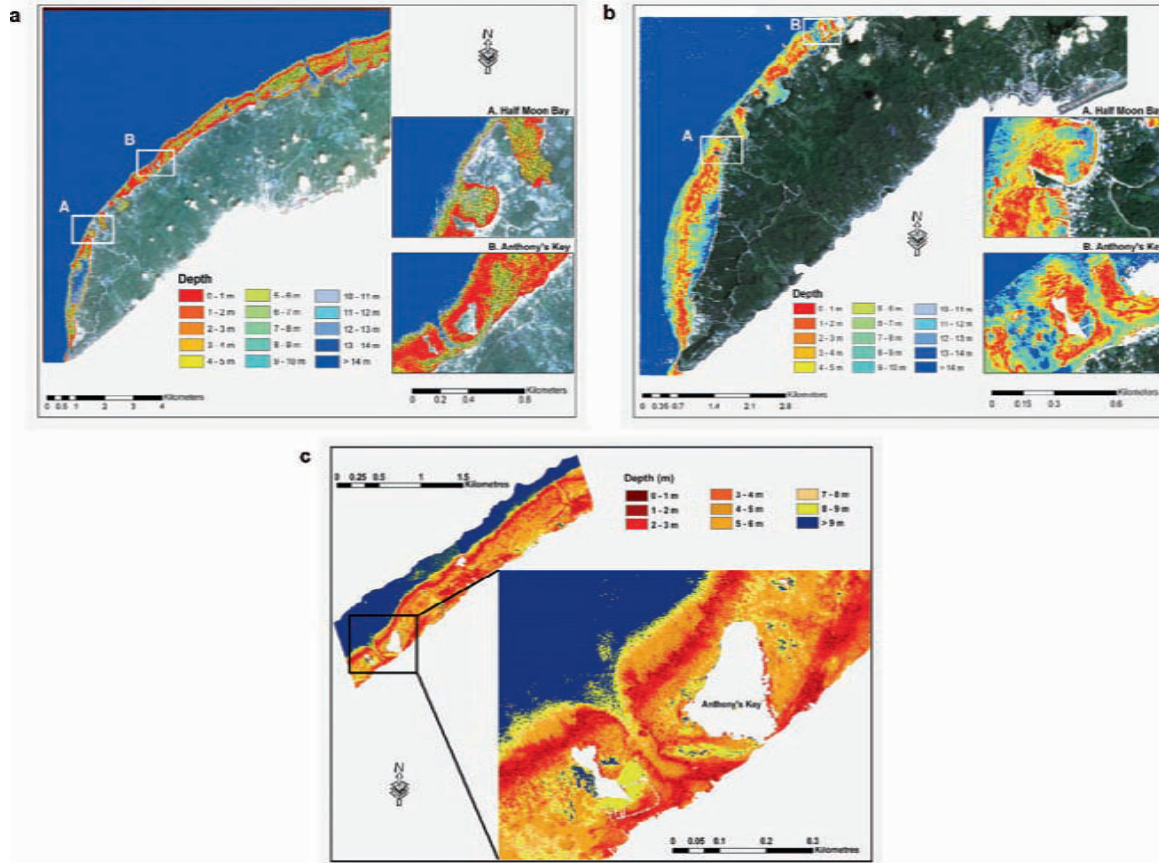 a
B
A
N
A. Half Moon Bay
B. Anthony's Key
Depth
0 - 1 m
1 - 2 m
2 - 3 m
3 - 4 m
4 - 5 m
5 - 6 m
6 - 7 m
7 - 8 m
8 - 9 m
9 - 10 m
10 - 11 m
11 - 12 m
12 - 13 m
13 - 14 m
> 14 m
0 0.5 1 2 3 4
Kilometers
0 0.2 0.4 0.8
Kilometers
b
B
A
N
A. Half Moon Bay
B. Anthony's Key
Depth
0 - 1 m
1 - 2 m
2 - 3 m
3 - 4 m
4 - 5 m
5 - 6 m
6 - 7 m
7 - 8 m
8 - 9 m
9 - 10 m
10 - 11 m
11 - 12 m
12 - 13 m
13 - 14 m
> 14 m
0 0.35 0.7 1.4 2.1 2.8
Kilometers
0 0.15 0.3 0.6
Kilometers
c
0 0.25 0.5 1 1.5
Kilometres
Depth (m)
0 - 1 m
1 - 2 m
2 - 3 m
3 - 4 m
4 - 5 m
5 - 6 m
7 - 8 m
8 - 9 m
> 9 m
Anthony's Key
N
0 0.05 0.1 0.2 0.3
Kilometres